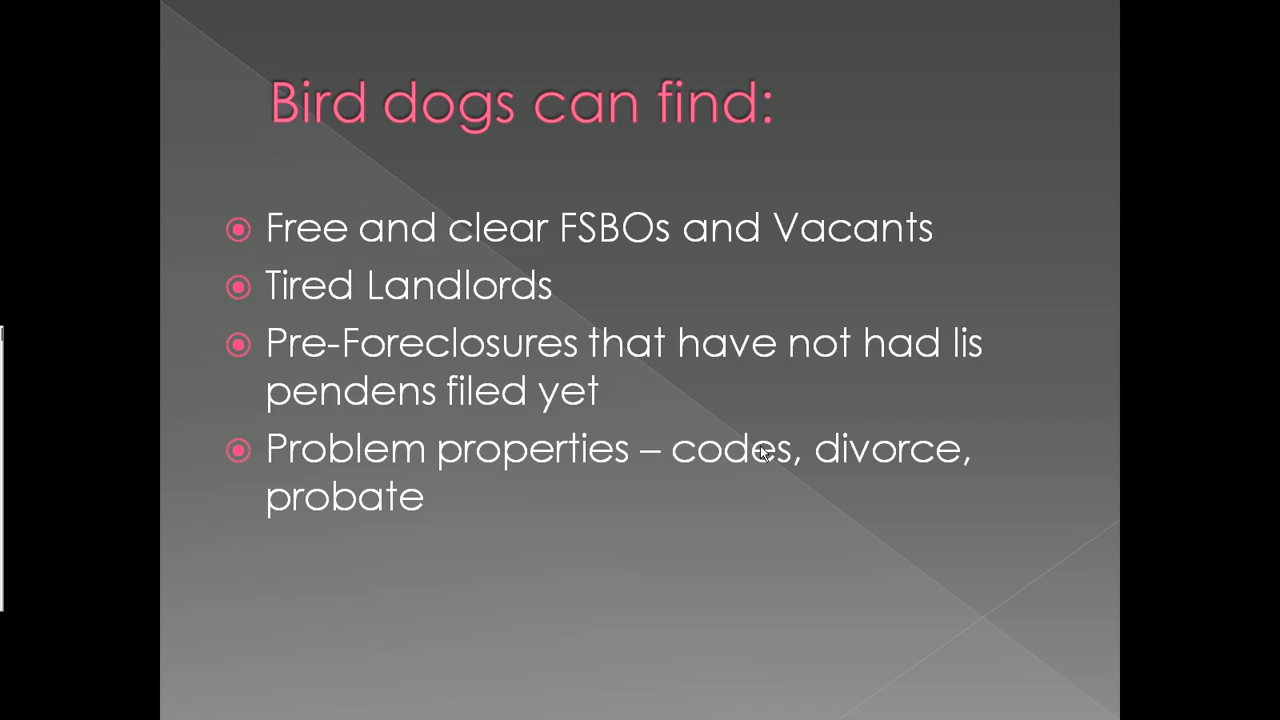 Bird dogs can find:
Free and clear FSBOs and Vacants
Tired Landlords
Pre-Foreclosures that have not had lis
pendens filed yet
Problem properties – codes, divorce,
probate